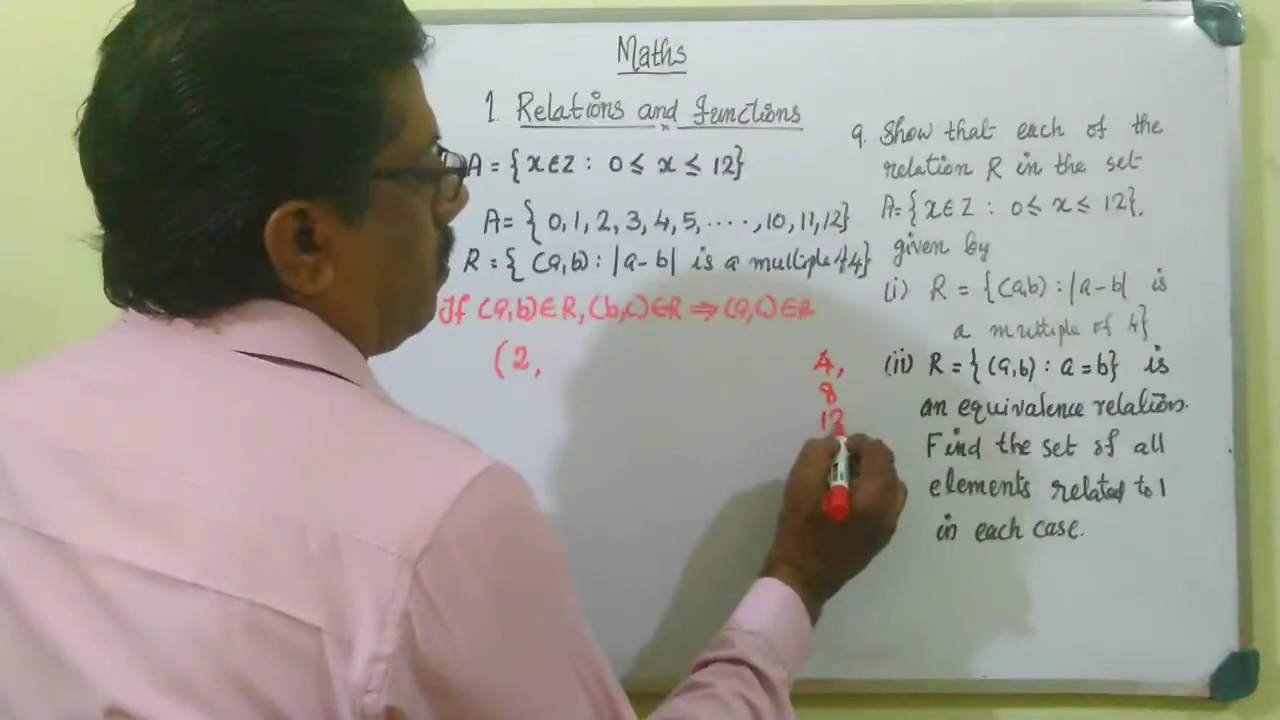 Maths
1. Relations and functions
A = {x∈Z : 0 ≤ x ≤ 12}
A = { 0, 1, 2, 3, 4, 5, ....., 10, 11, 12}
R = { (a, b) : |a - b| is a multiple of 4}
If (a, b) ∈ R, (b, c) ∈ R ⇒ (a, c) ∈ R
(2,
4,
8
12
9. Show that each of the
relation R in the set
A = {x∈Z : 0 ≤ x ≤ 12},
given by
(i) R = {(a,b) : |a-b| is
a multiple of 4}
(ii) R = {(a, b) : a = b} is
an equivalence relation.
Find the set of all
elements related to 1
in each case.